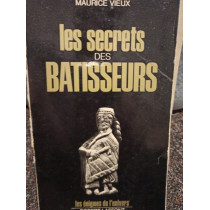 MAURICE VIEUX
les secrets
DES
BATISSEURS
les énigmes de l'univers